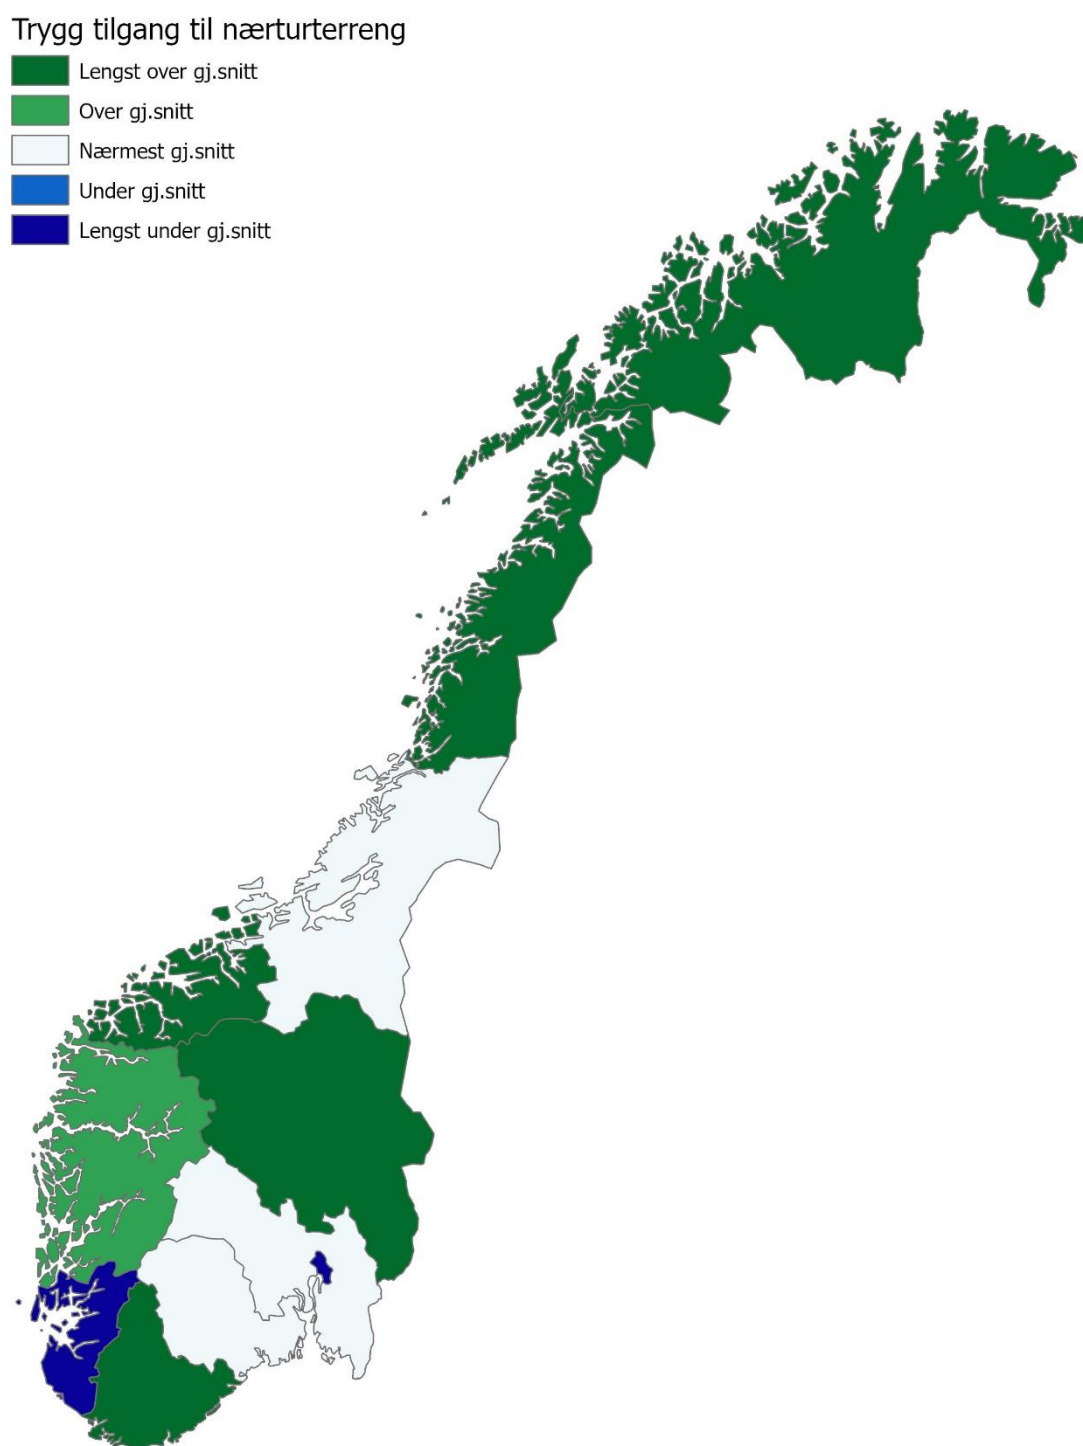 Trygg tilgang til nærturterreng
Lengst over gj.snitt
Over gj.snitt
Nærmest gj.snitt
Under gj.snitt
Lengst under gj.snitt